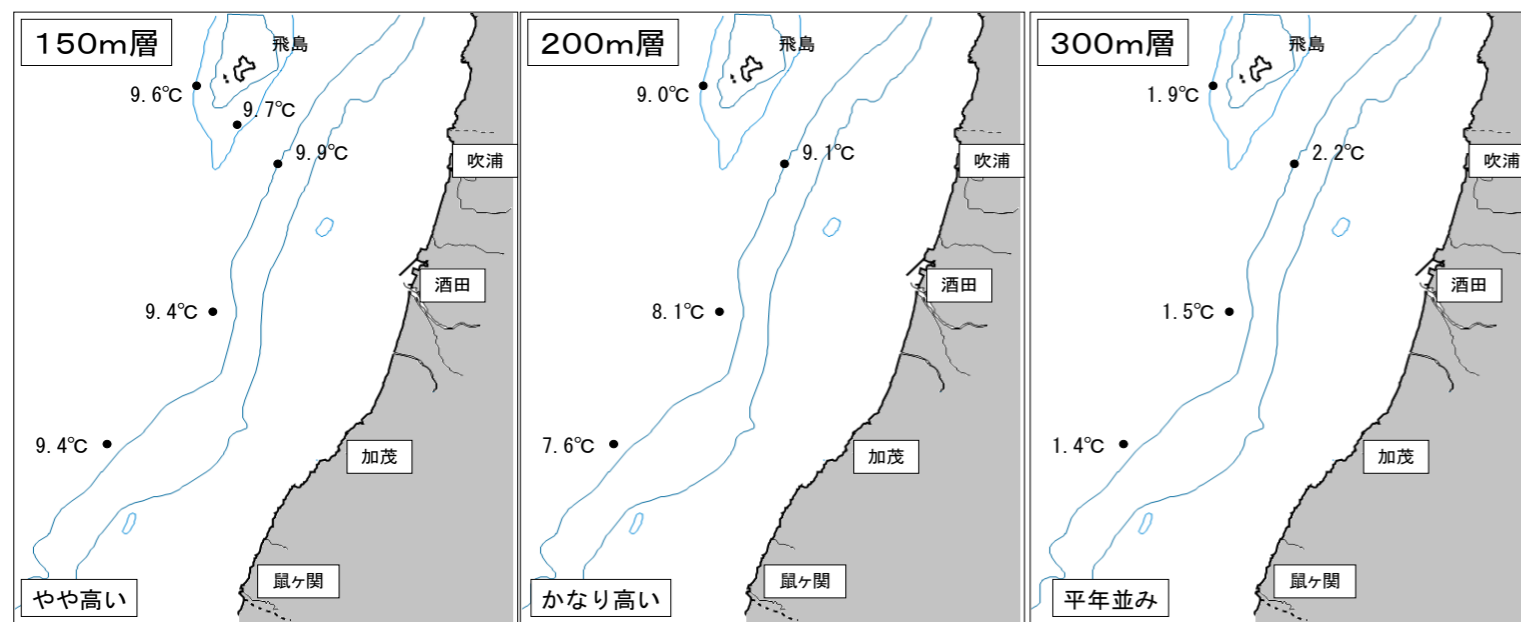 150m層
飛島
9.6℃
9.7℃
9.9℃
吹浦
酒田
9.4℃
9.4℃
加茂
鼠ヶ関
やや高い
200m層
飛島
9.0℃
9.1℃
吹浦
酒田
8.1℃
7.6℃
加茂
鼠ヶ関
かなり高い
300m層
飛島
1.9℃
2.2℃
吹浦
酒田
1.5℃
1.4℃
加茂
鼠ヶ関
平年並み